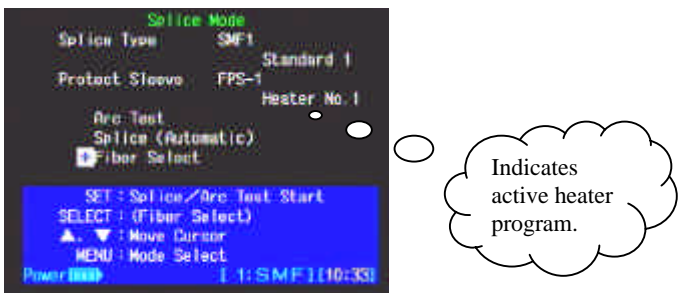 Splice Mode
Splice Type SMF1
Standard 1
Protect Sleeve FPS-1
Heater No.1
Arc Test
Splice (Automatic)
Fiber Select
SET : Splice/Arc Test Start
SELECT : (Fiber Select)
▲. ▼ : Move Cursor
MENU : Mode Select
Power [ 1:SMF][10:33]
Indicates
active heater
program.